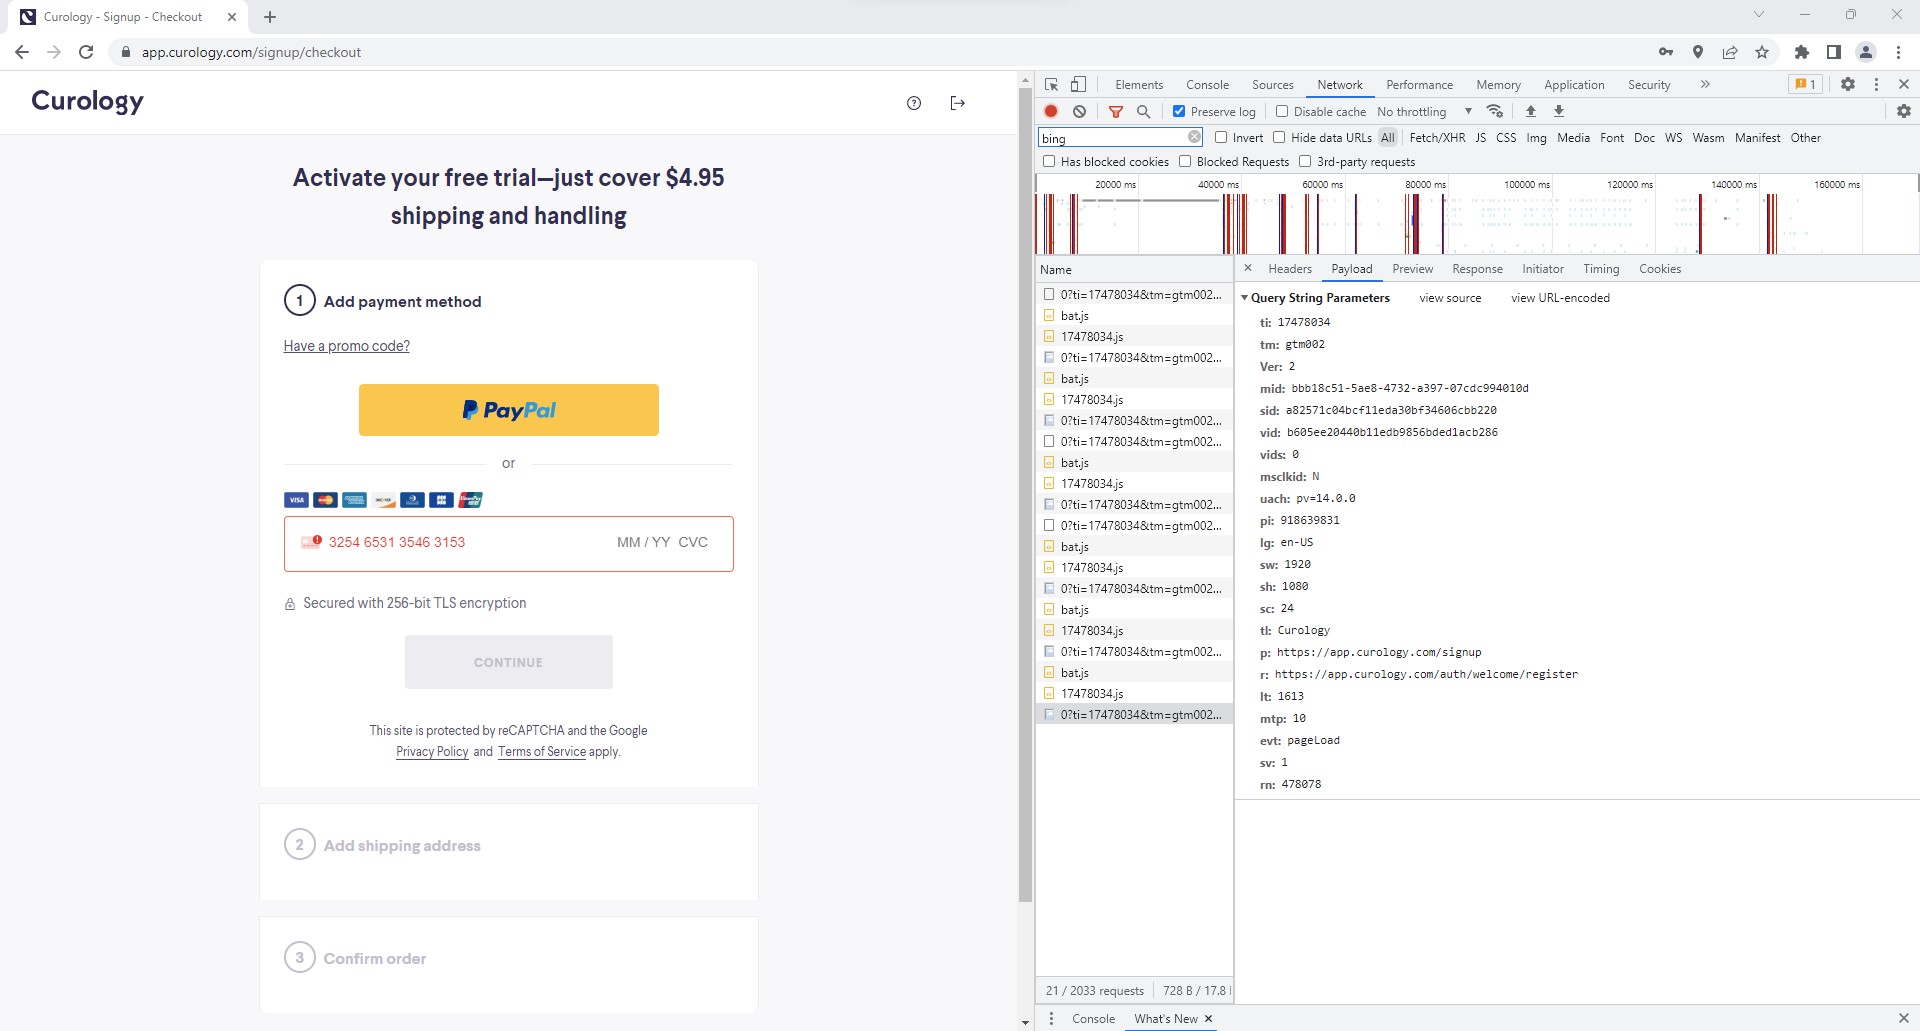 Curology - Signup - Checkout
app.curology.com/signup/checkout
Curology
Activate your free trial—just cover $4.95
shipping and handling
1 Add payment method
Have a promo code?
PayPal
or
VISA
3254 6531 3546 3153 MM / YY CVC
Secured with 256-bit TLS encryption
CONTINUE
This site is protected by reCAPTCHA and the Google
Privacy Policy and Terms of Service apply.
2 Add shipping address
3 Confirm order
Elements Console Sources Network Performance Memory Application Security 1
Preserve log Disable cache No throttling
bing Invert Hide data URLs All Fetch/XHR JS CSS Img Media Font Doc WS Wasm Manifest Other
Has blocked cookies Blocked Requests 3rd-party requests
20000 ms 40000 ms 60000 ms 80000 ms 100000 ms 120000 ms 140000 ms 160000 ms
Name
0?ti=17478034&tm=gtm002...
bat.js
17478034.js
0?ti=17478034&tm=gtm002...
bat.js
17478034.js
0?ti=17478034&tm=gtm002...
0?ti=17478034&tm=gtm002...
bat.js
17478034.js
0?ti=17478034&tm=gtm002...
0?ti=17478034&tm=gtm002...
bat.js
17478034.js
0?ti=17478034&tm=gtm002...
bat.js
17478034.js
0?ti=17478034&tm=gtm002...
bat.js
17478034.js
0?ti=17478034&tm=gtm002...
21 / 2033 requests 728 B / 17.8
Headers Payload Preview Response Initiator Timing Cookies
Query String Parameters view source view URL-encoded
ti: 17478034
tm: gtm002
Ver: 2
mid: bbb18c51-5ae8-4732-a397-07cdc994010d
sid: a82571c04bcf11eda30bf34606cbb220
vid: b605ee20440b11edb9856bded1acb286
vids: 0
msclkid: N
uach: pv=14.0.0
pi: 918639831
lg: en-US
sw: 1920
sh: 1080
sc: 24
tl: Curology
p: https://app.curology.com/signup
r: https://app.curology.com/auth/welcome/register
lt: 1613
mtp: 10
evt: pageLoad
sv: 1
rn: 478078
Console What's New